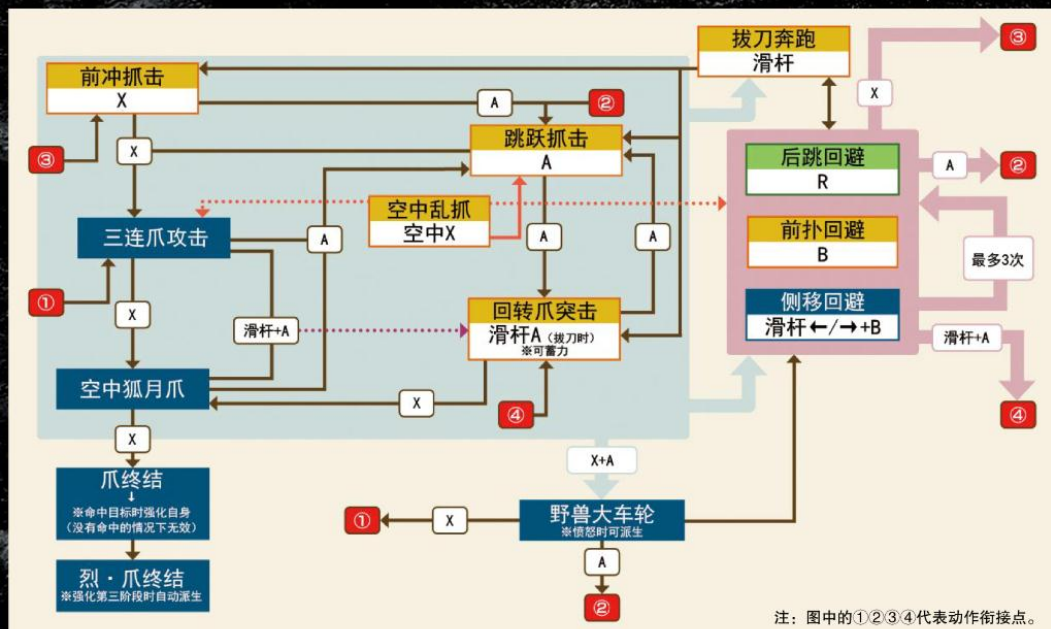 拔刀奔跑
滑杆
③
前冲抓击
X
X
A
②
跳跃抓击
A
③
X
后跳回避
R
A
②
空中乱抓
空中X
三连爪攻击
A
A
A
前扑回避
B
最多3次
①
X
滑杆+A
回转爪突击
滑杆A（拔刀时）
※可蓄力
侧移回避
滑杆←/→+B
滑杆+A
空中狐月爪
X
④
④
X
X+A
爪终结
↓
※命中目标时强化自身
（没有命中的情况下无效）
①
X
野兽大车轮
※愤怒时可派生
A
烈·爪终结
※强化第三阶段时自动派生
②
注：图中的①②③④代表动作衔接点。